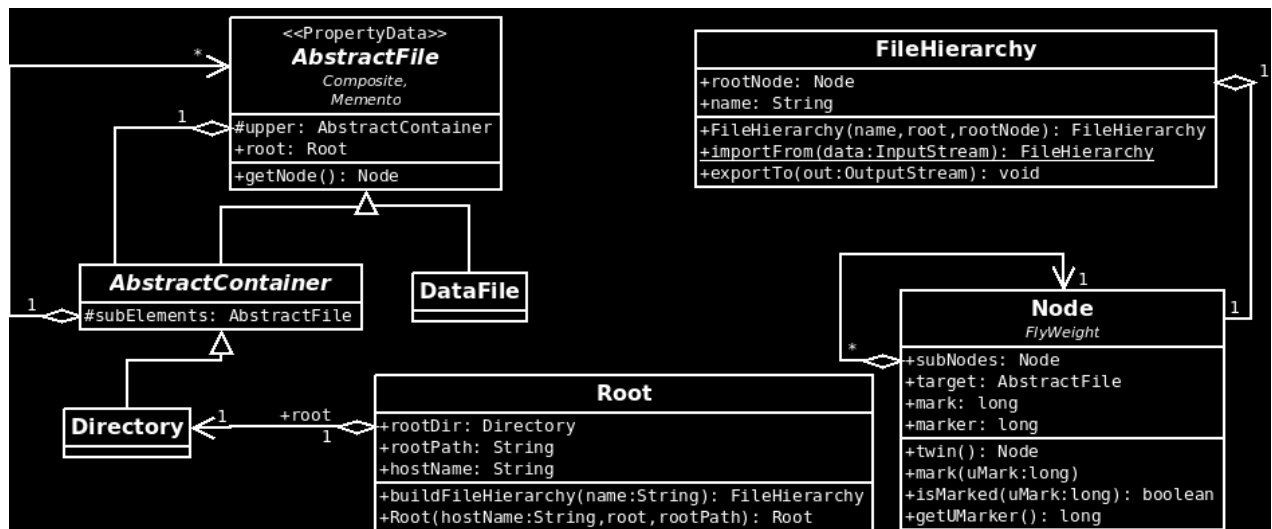 <<PropertyData>>
AbstractFile
Composite,
Memento
#upper: AbstractContainer
+root: Root
+getNode(): Node
*
1
FileHierarchy
+rootNode: Node
+name: String
+FileHierarchy(name,root,rootNode): FileHierarchy
+importFrom(data:InputStream): FileHierarchy
+exportTo(out:OutputStream): void
1
AbstractContainer
#subElements: AbstractFile
1
DataFile
1
Node
FlyWeight
1
*
+subNodes: Node
+target: AbstractFile
+mark: long
+marker: long
+twin(): Node
+mark(uMark:long)
+isMarked(uMark:long): boolean
+getUMarker(): long
Directory
1
+root
1
Root
+rootDir: Directory
+rootPath: String
+hostName: String
+buildFileHierarchy(name:String): FileHierarchy
+Root(hostName:String,root,rootPath): Root